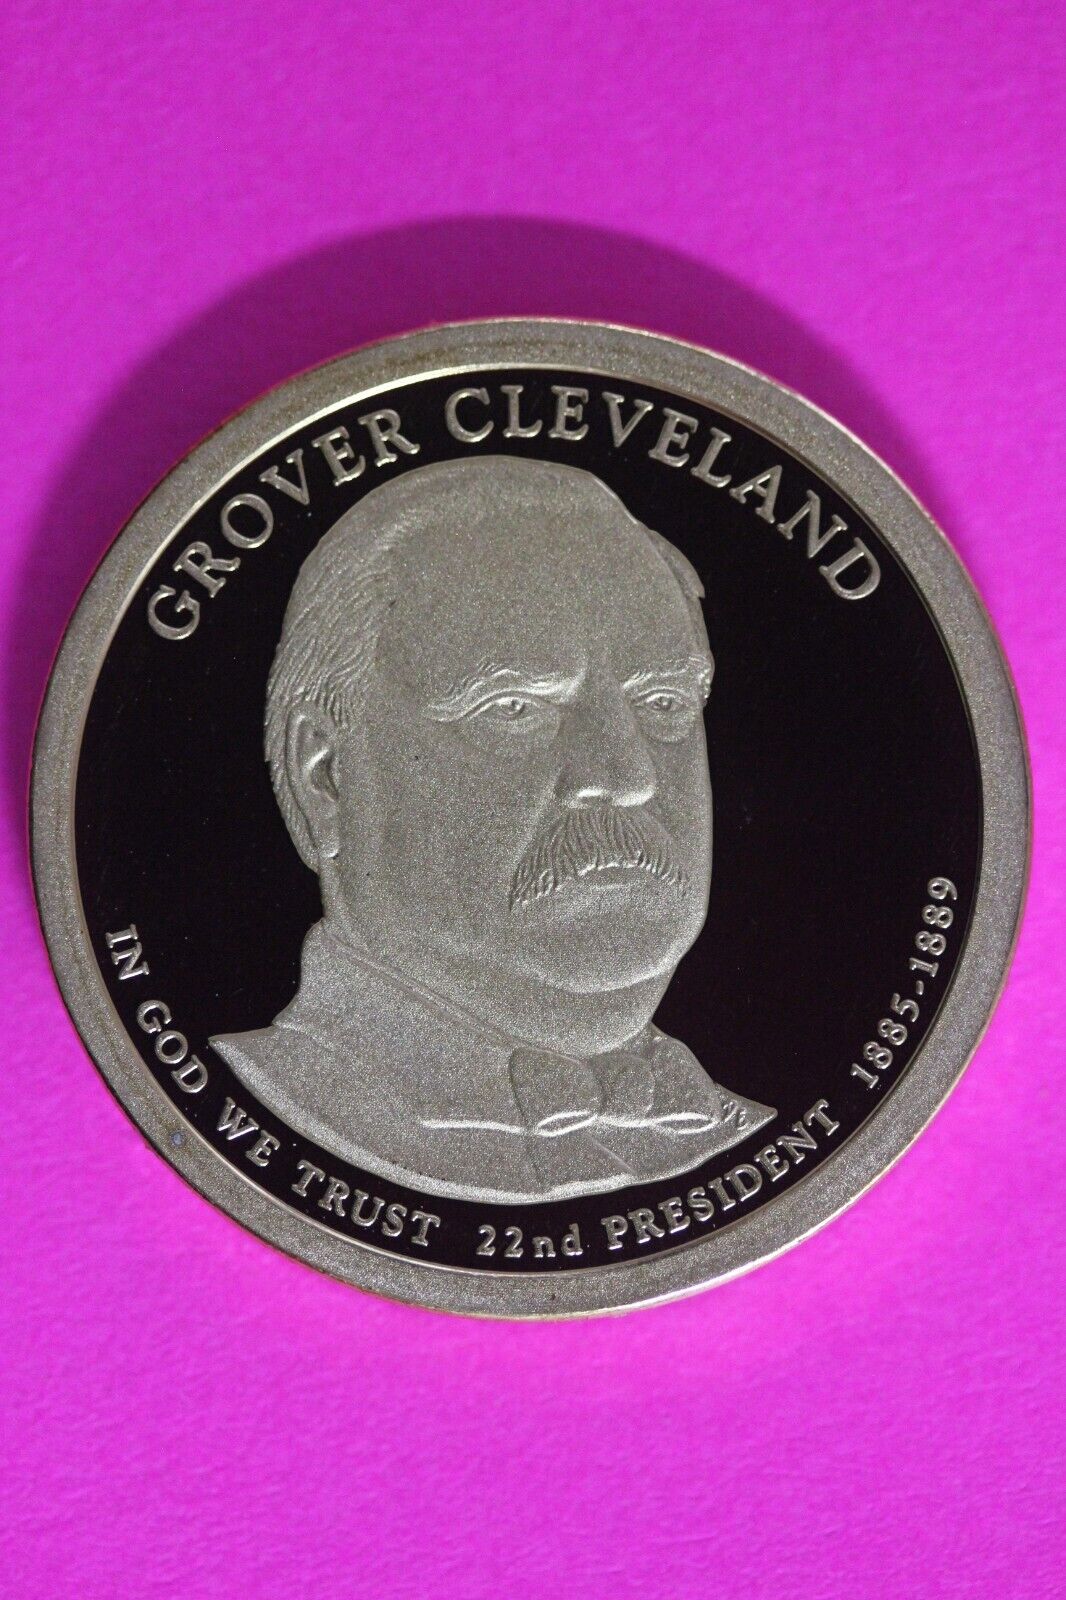 GROVER CLEVELAND
IN GOD WE TRUST 22nd PRESIDENT 1885-1889